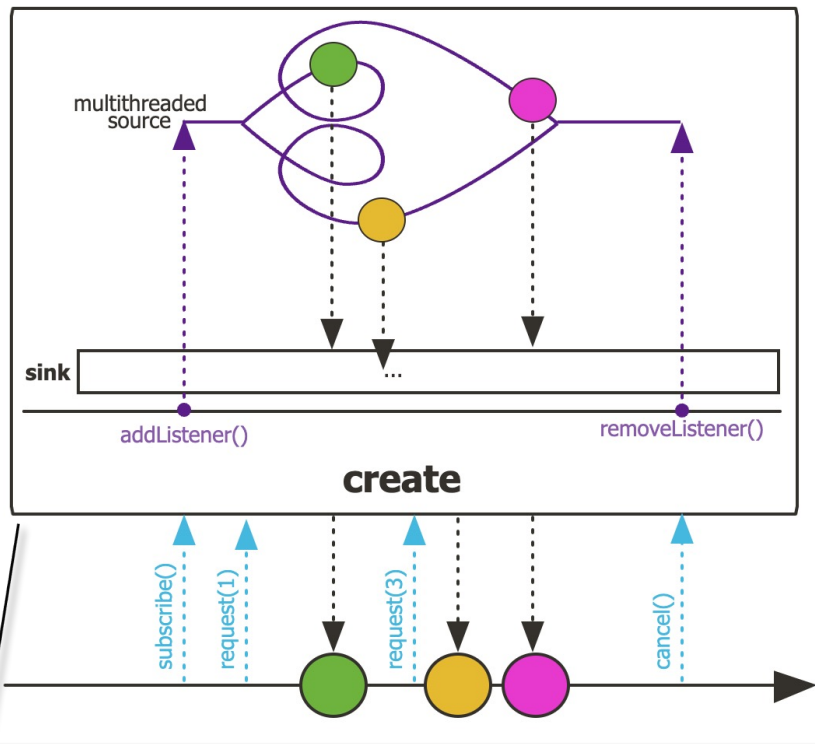 multithreaded
source
...
sink
addListener()
removeListener()
create
subscribe()
request(1)
request(3)
cancel()